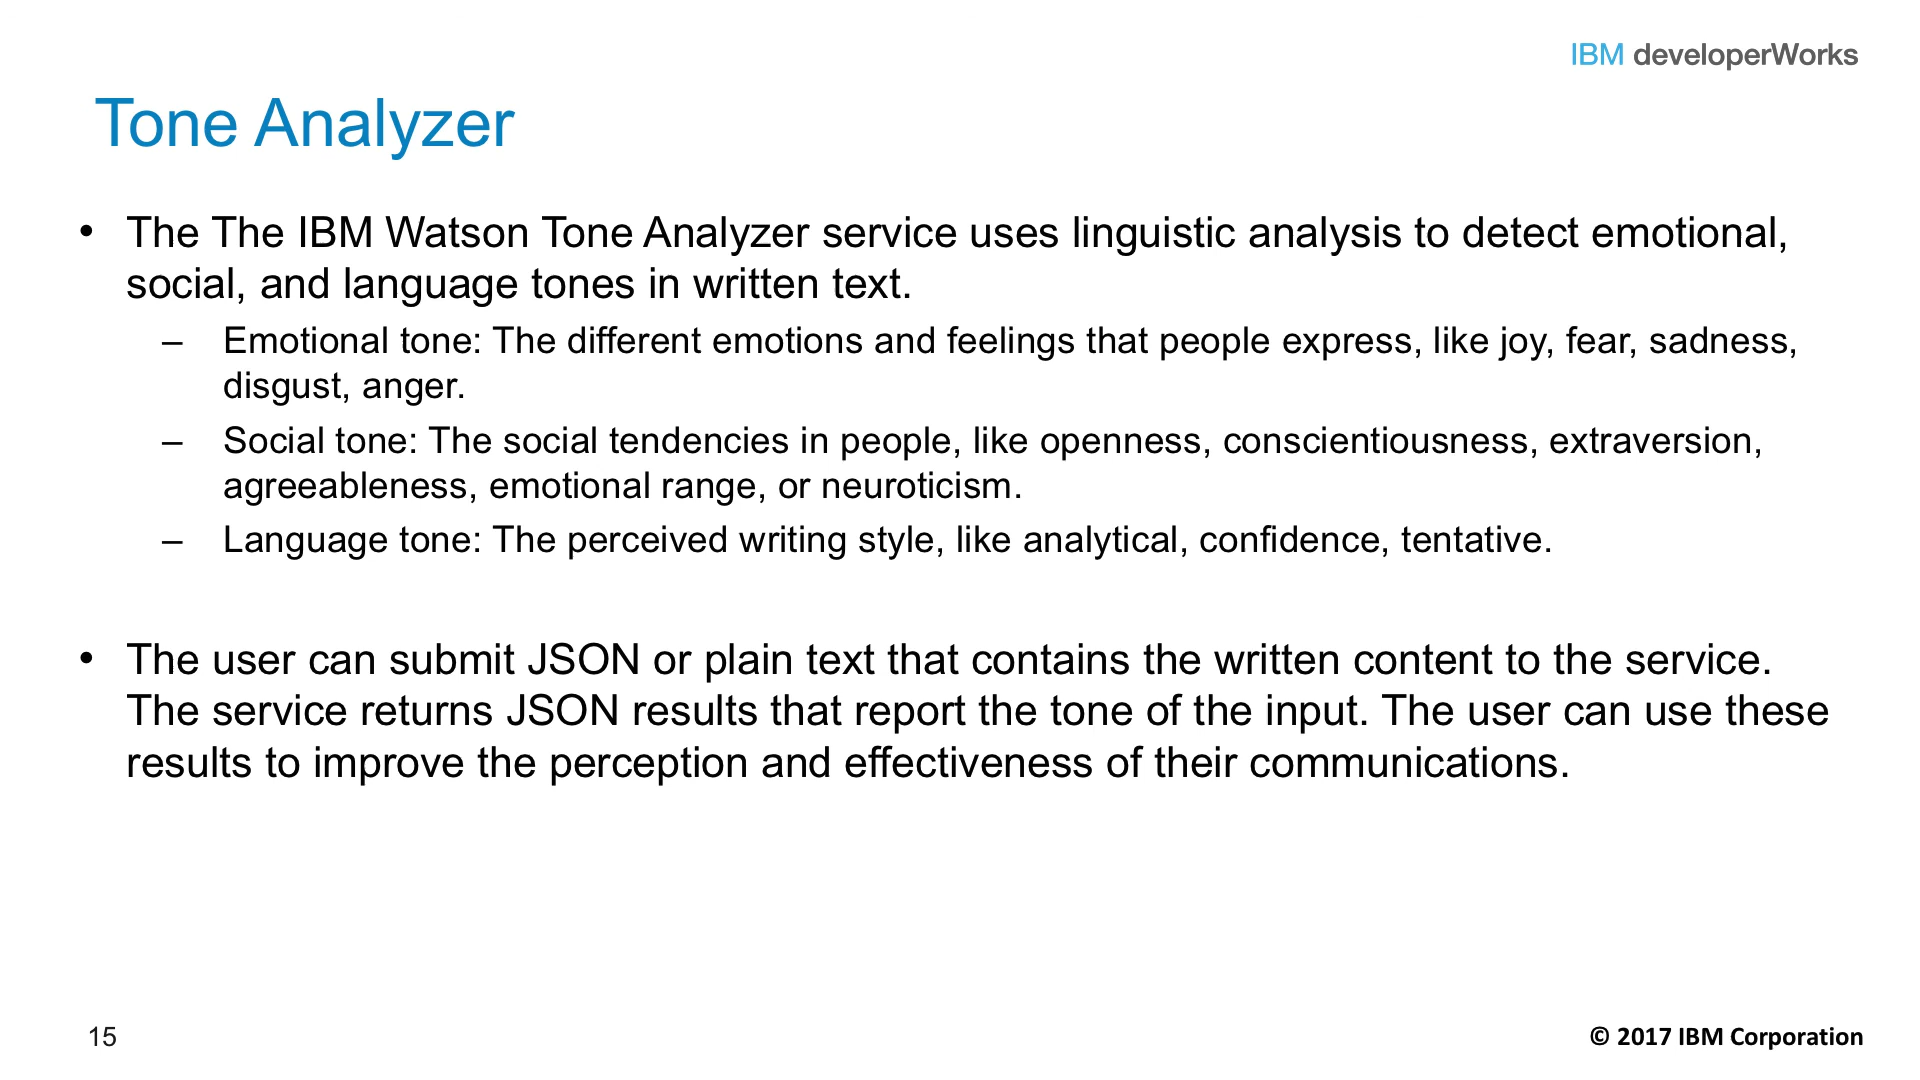 IBM developerWorks
Tone Analyzer
• The The IBM Watson Tone Analyzer service uses linguistic analysis to detect emotional,
social, and language tones in written text.
– Emotional tone: The different emotions and feelings that people express, like joy, fear, sadness,
disgust, anger.
– Social tone: The social tendencies in people, like openness, conscientiousness, extraversion,
agreeableness, emotional range, or neuroticism.
– Language tone: The perceived writing style, like analytical, confidence, tentative.
• The user can submit JSON or plain text that contains the written content to the service.
The service returns JSON results that report the tone of the input. The user can use these
results to improve the perception and effectiveness of their communications.
15
© 2017 IBM Corporation